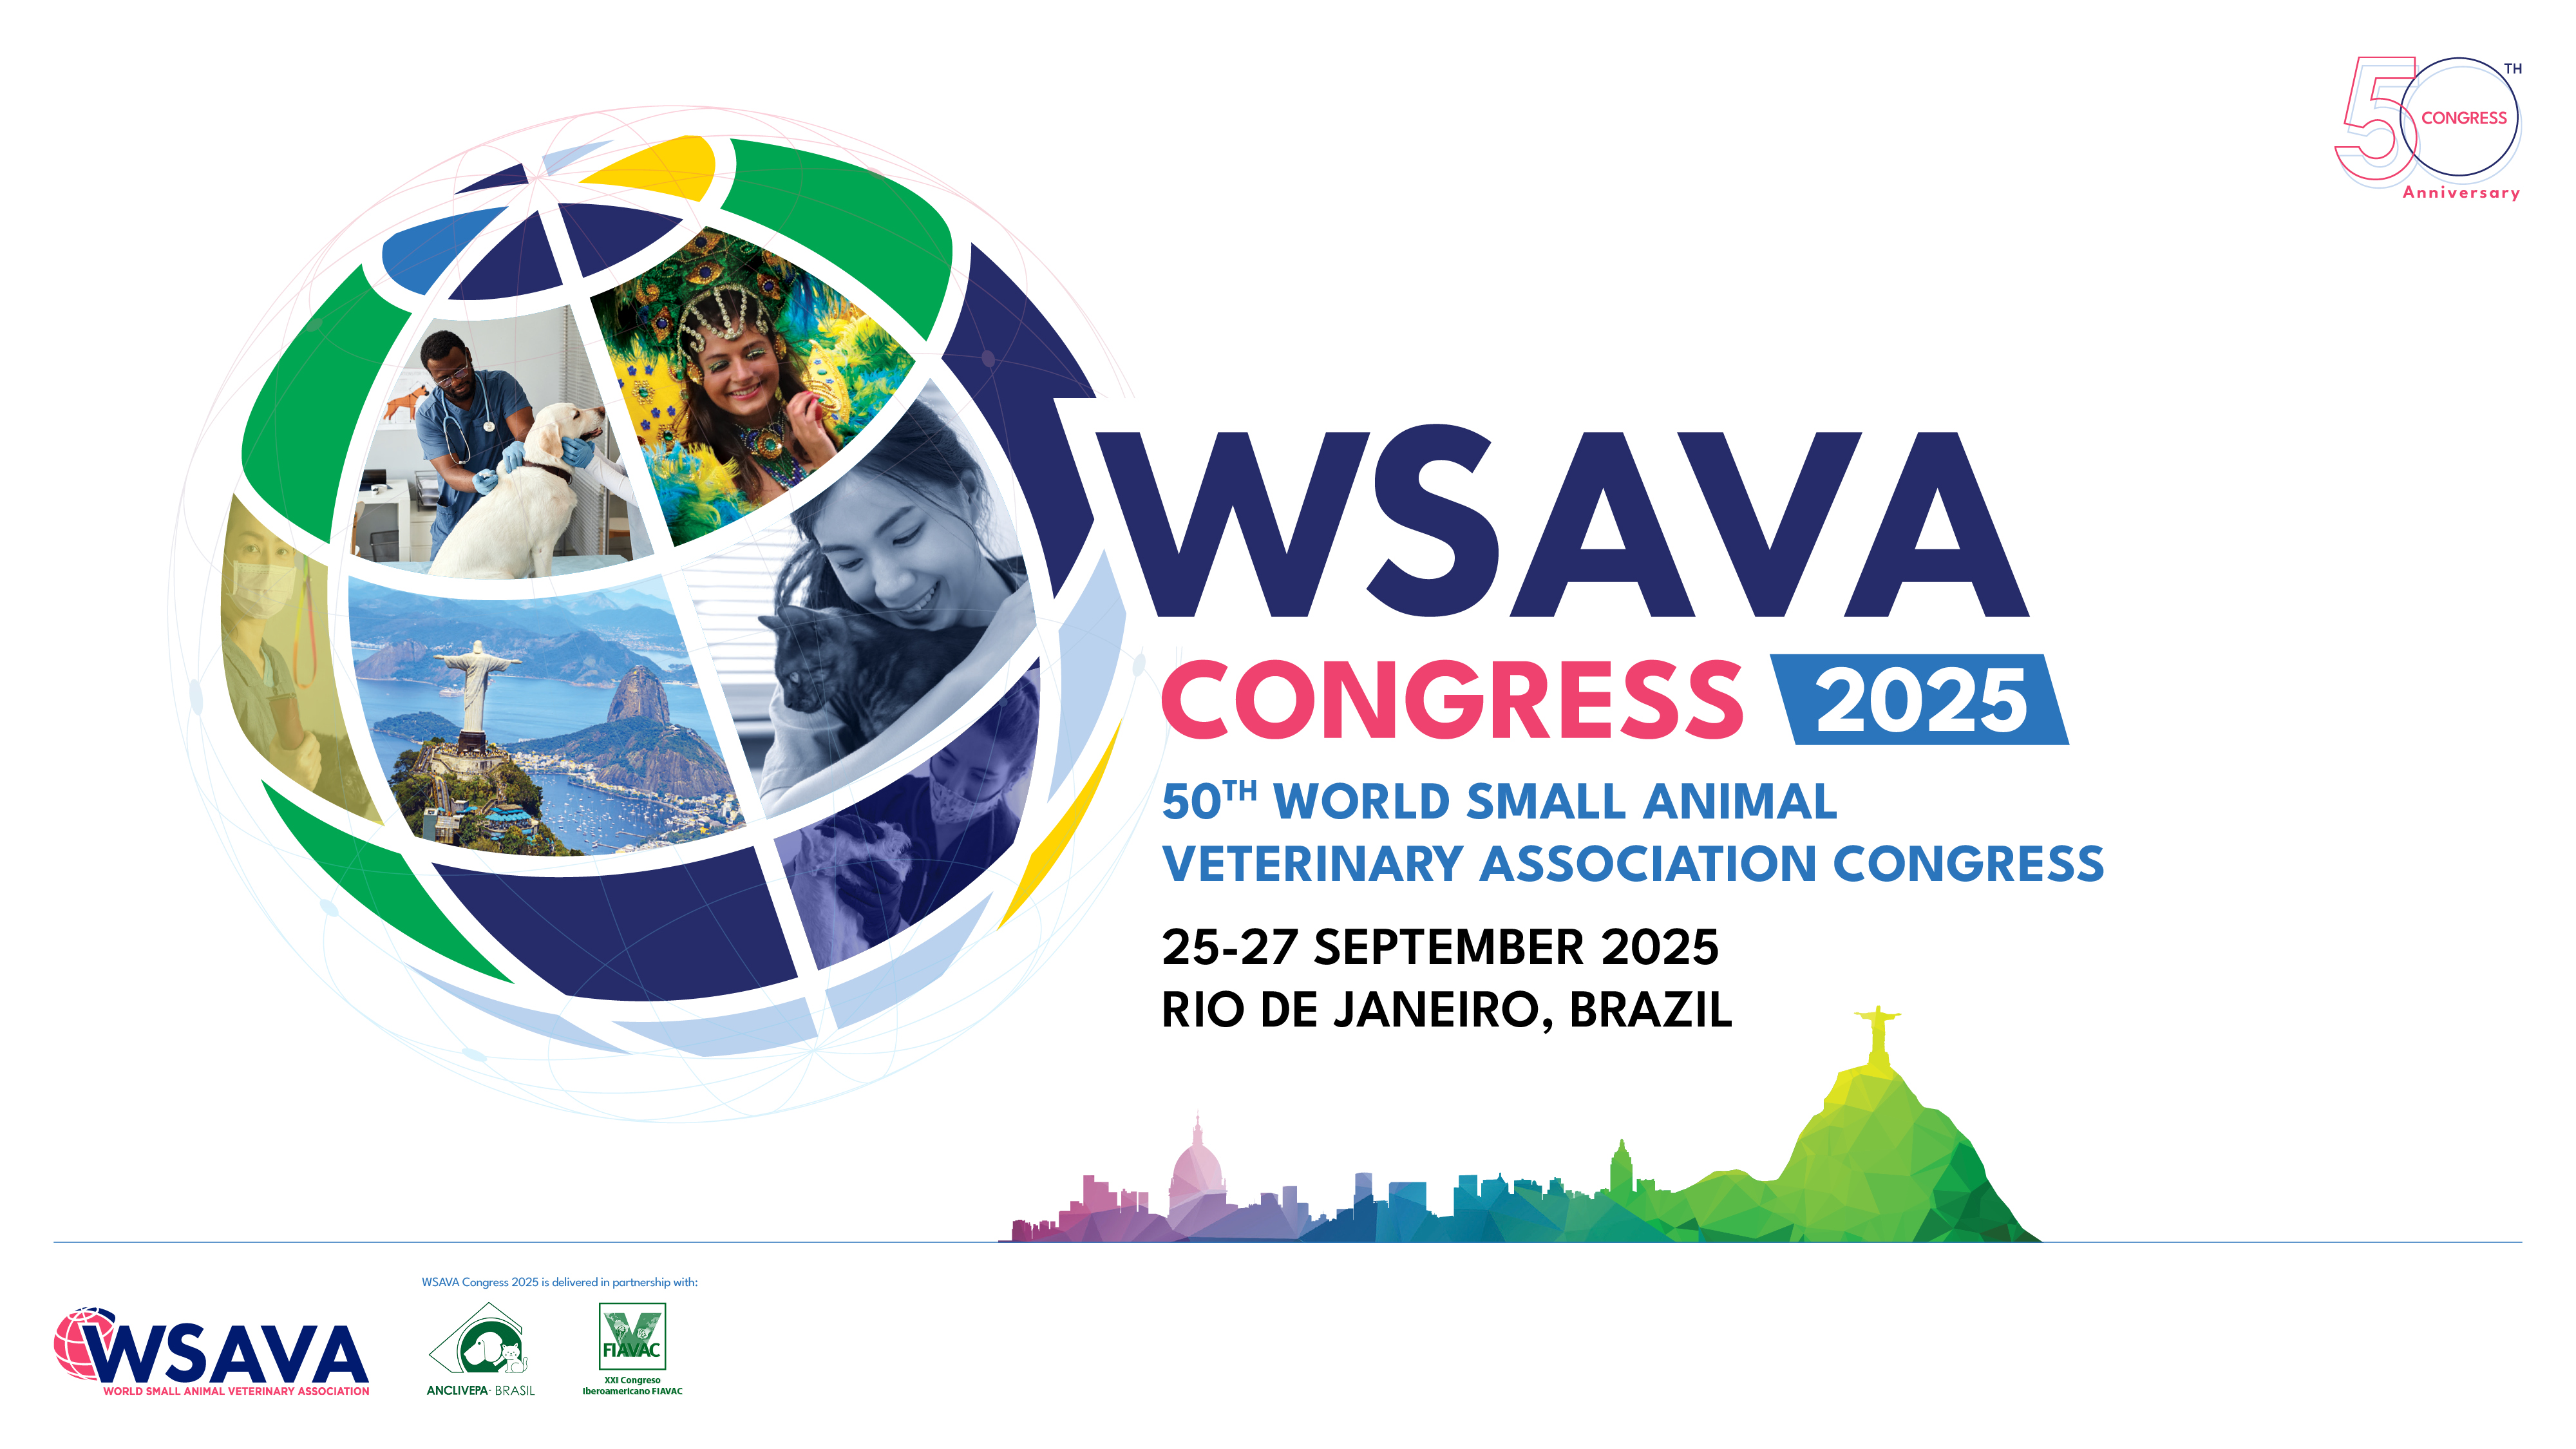 50TH
CONGRESS
Anniversary
WSAVA
CONGRESS 2025
50TH WORLD SMALL ANIMAL
VETERINARY ASSOCIATION CONGRESS
25-27 SEPTEMBER 2025
RIO DE JANEIRO, BRAZIL
WSAVA Congress 2025 is delivered in partnership with:
WSAVA
WORLD SMALL ANIMAL VETERINARY ASSOCIATION
ANCLIVEPA- BRASIL
FIAVAC
XXI Congreso
Iberoamericano FIAVAC